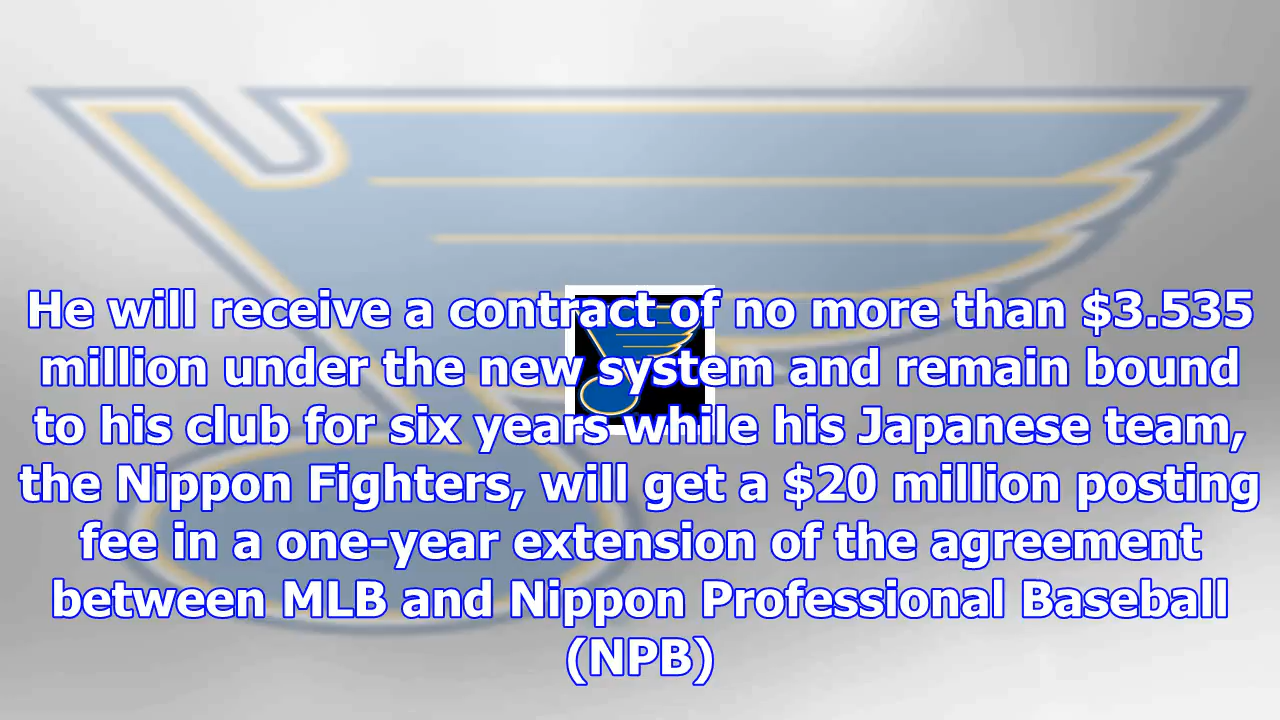 He will receive a contract of no more than $3.535
million under the new system and remain bound
to his club for six years while his Japanese team,
the Nippon Fighters, will get a $20 million posting
fee in a one-year extension of the agreement
between MLB and Nippon Professional Baseball
(NPB)